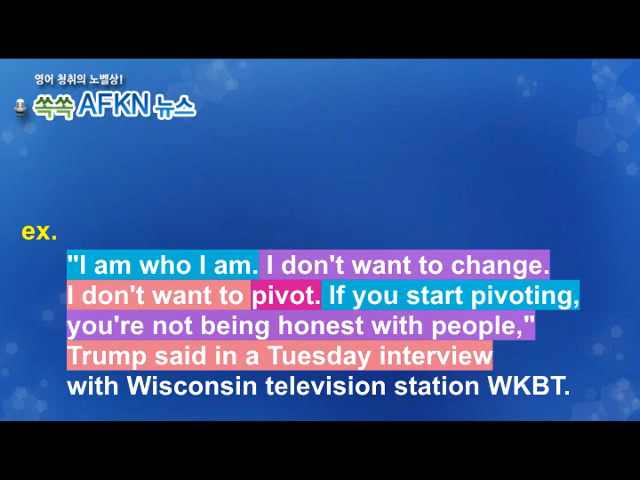 영어 청취의 노벨상!
쏙쏙 AFKN 뉴스
ex.
"I am who I am. I don't want to change.
I don't want to pivot. If you start pivoting,
you're not being honest with people,"
Trump said in a Tuesday interview
with Wisconsin television station WKBT.